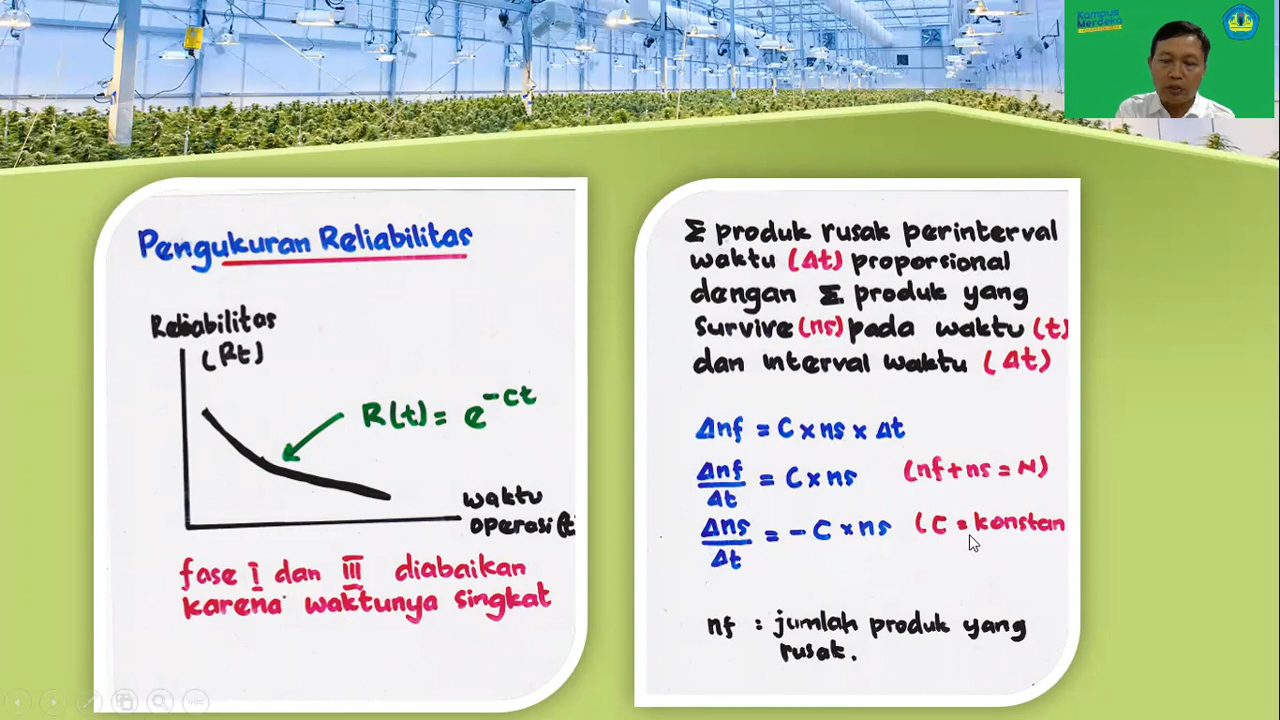 Kampus
Merdeka
Pengukuran Reliabilitas
Reliabilitas
(Rt)
R(t) = e^-ct
waktu
operasi (t
fase I dan III diabaikan
karena waktunya singkat
Σ produk rusak perinterval
waktu (Δt) proporsional
dengan Σ produk yang
survive (ns) pada waktu (t)
dan interval waktu (Δt)
Δnf = C x ns x Δt
Δnf/Δt = C x ns (nf + ns = N)
Δns/Δt = - C x ns (C = konstan
nf : jumlah produk yang
rusak.